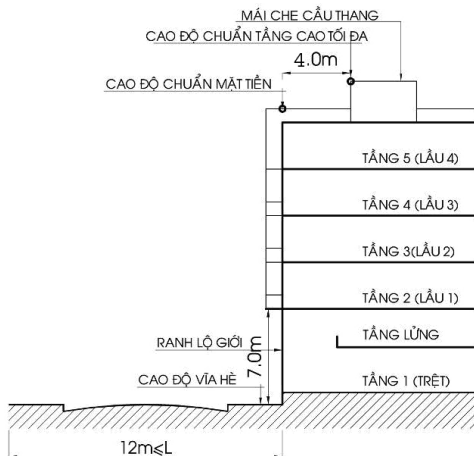 MÁI CHE CẦU THANG
CAO ĐỘ CHUẨN TẦNG CAO TỐI ĐA
4.0m
CAO ĐỘ CHUẨN MẶT TIỀN
TẦNG 5 (LẦU 4)
TẦNG 4 (LẦU 3)
TẦNG 3(LẦU 2)
TẦNG 2 (LẦU 1)
RANH LỘ GIỚI
7.0m
TẦNG LỬNG
CAO ĐỘ VĨA HÈ
TẦNG 1 (TRỆT)
12m≤L